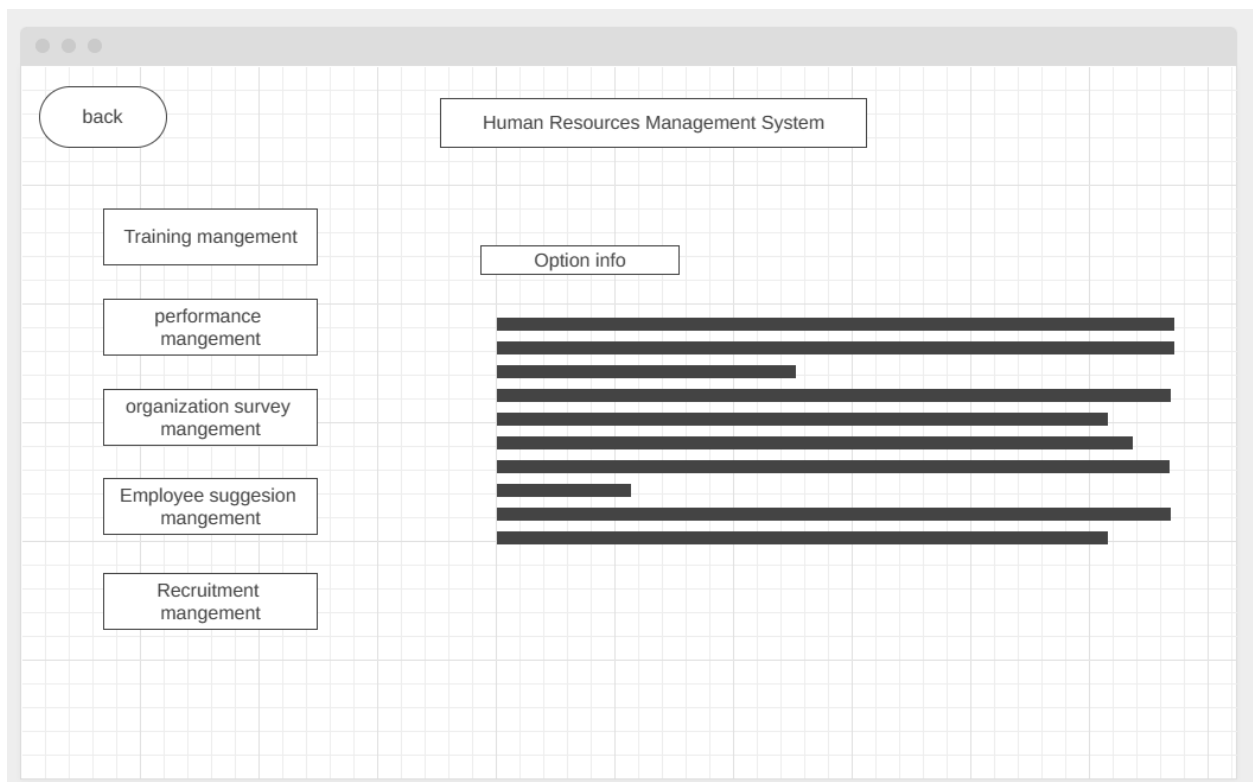 back
Human Resources Management System
Training mangement
Option info
performance
mangement
organization survey
mangement
Employee suggesion
mangement
Recruitment
mangement